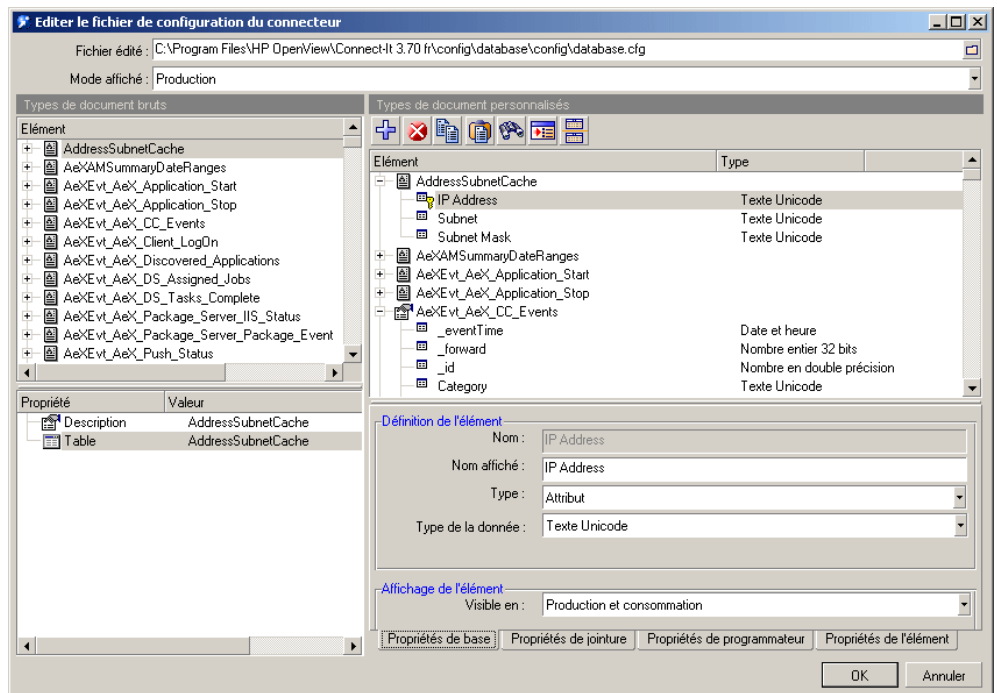 Editer le fichier de configuration du connecteur
Fichier édité : C:\Program Files\HP OpenView\Connect-It 3.70 fr\config\database\config\database.cfg
Mode affiché : Production
Types de document bruts
Elément
AddressSubnetCache
AeXAMSummaryDateRanges
AeXEvt_AeX_Application_Start
AeXEvt_AeX_Application_Stop
AeXEvt_AeX_CC_Events
AeXEvt_AeX_Client_LogOn
AeXEvt_AeX_Discovered_Applications
AeXEvt_AeX_DS_Assigned_Jobs
AeXEvt_AeX_DS_Tasks_Complete
AeXEvt_AeX_Package_Server_IIS_Status
AeXEvt_AeX_Package_Server_Package_Event
AeXEvt_AeX_Push_Status
Propriété Valeur
Description AddressSubnetCache
Table AddressSubnetCache
Types de document personnalisés
Elément Type
AddressSubnetCache
IP Address Texte Unicode
Subnet Texte Unicode
Subnet Mask Texte Unicode
AeXAMSummaryDateRanges
AeXEvt_AeX_Application_Start
AeXEvt_AeX_Application_Stop
AeXEvt_AeX_CC_Events
_eventTime Date et heure
_forward Nombre entier 32 bits
_id Nombre en double précision
Category Texte Unicode
Définition de l'élément
Nom : IP Address
Nom affiché : IP Address
Type : Attribut
Type de la donnée : Texte Unicode
Affichage de l'élément
Visible en : Production et consommation
Propriétés de base Propriétés de jointure Propriétés de programmateur Propriétés de l'élément
OK Annuler